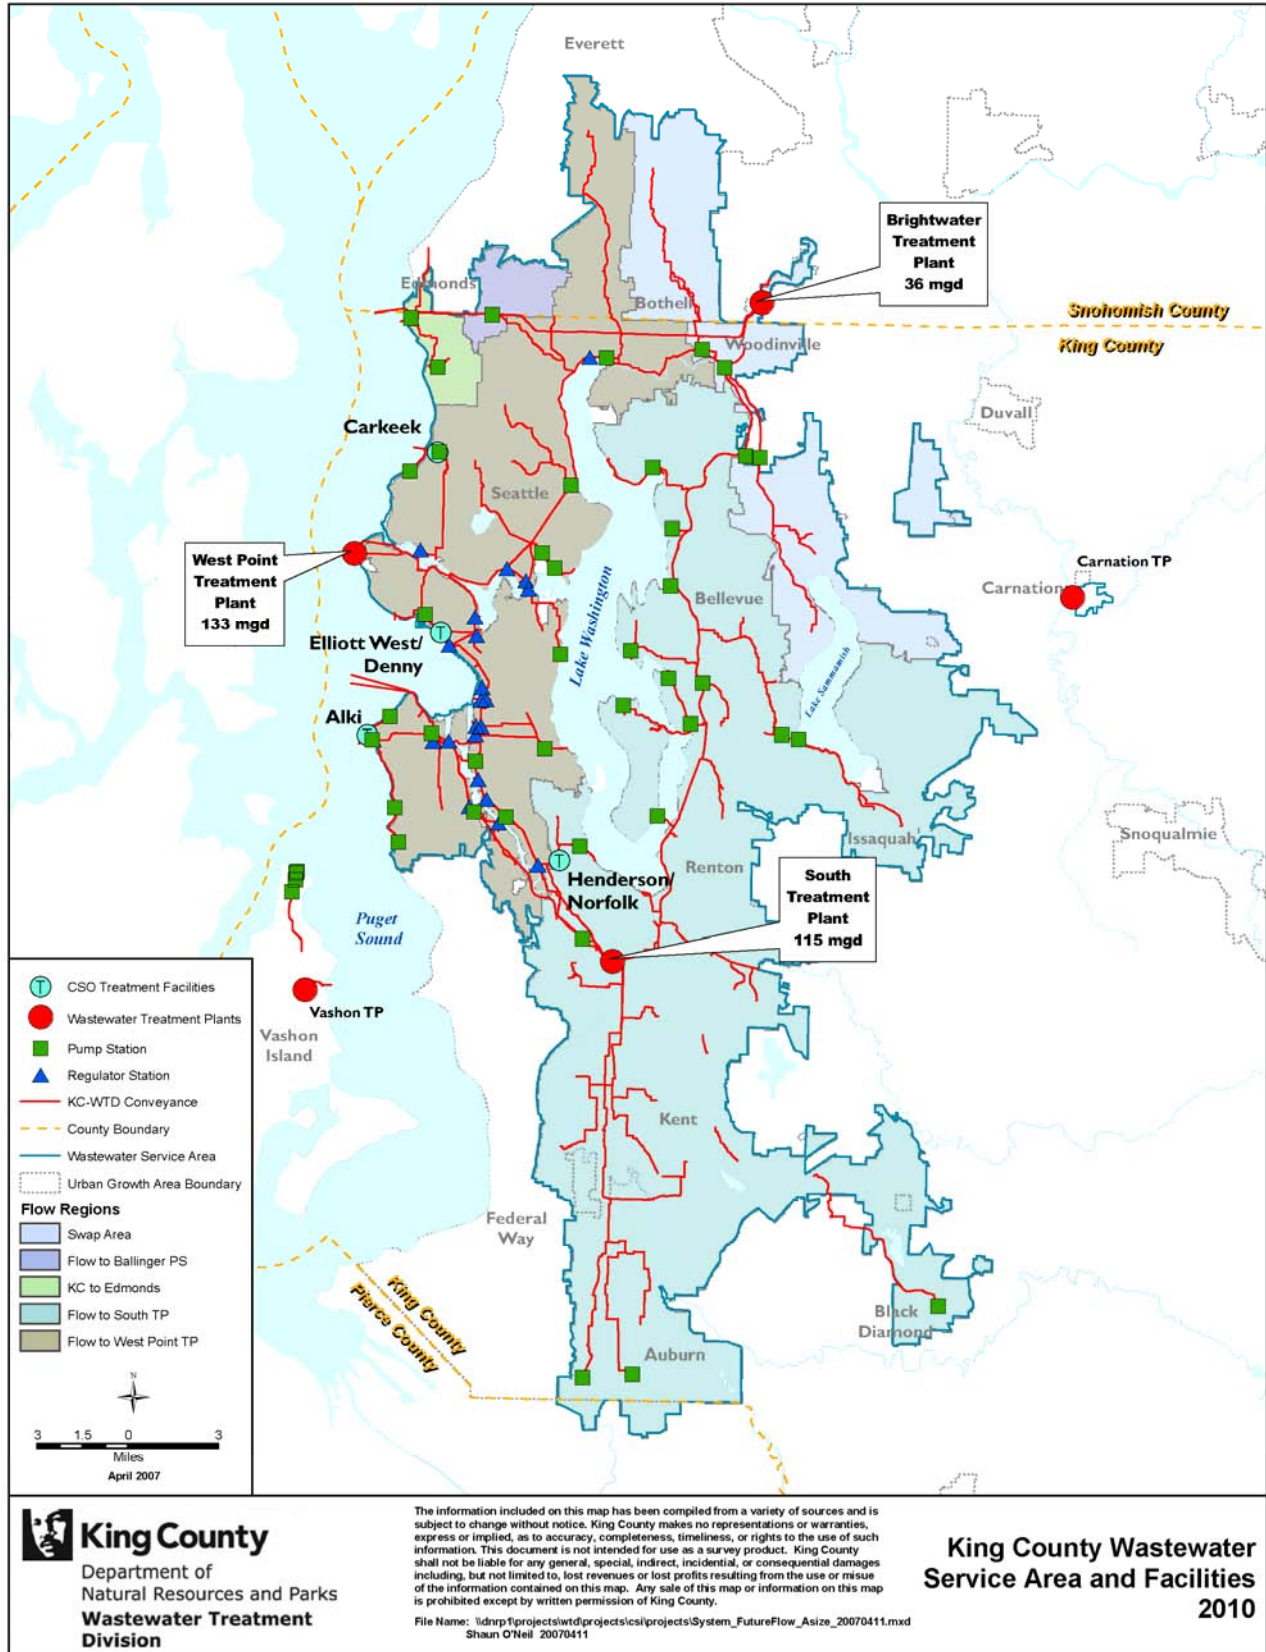 Everett
Brightwater
Treatment
Plant
36 mgd
Edmonds
Bothell
Snohomish County
King County
Woodinville
Duvall
Carkeek
Seattle
West Point
Treatment
Plant
133 mgd
Carnation TP
Carnation
Lake Washington
Bellevue
Elliott West/
Denny
Lake Sammamish
Alki
T
T
T
Snoqualmie
Issaquah
Renton
South
Treatment
Plant
115 mgd
Henderson/
Norfolk
Puget
Sound
Vashon TP
Vashon
Island
Kent
Federal
Way
King County
Pierce County
Black
Diamond
Auburn
T CSO Treatment Facilities
Wastewater Treatment Plants
Pump Station
Regulator Station
KC-WTD Conveyance
County Boundary
Wastewater Service Area
Urban Growth Area Boundary
Flow Regions
Swap Area
Flow to Ballinger PS
KC to Edmonds
Flow to South TP
Flow to West Point TP
N
3 1.5 0 3
Miles
April 2007
King County
Department of
Natural Resources and Parks
Wastewater Treatment
Division
The information included on this map has been compiled from a variety of sources and is
subject to change without notice. King County makes no representations or warranties,
express or implied, as to accuracy, completeness, timeliness, or rights to the use of such
information. This document is not intended for use as a survey product. King County
shall not be liable for any general, special, indirect, incidental, or consequential damages
including, but not limited to, lost revenues or lost profits resulting from the use or misue
of the information contained on this map. Any sale of this map or information on this map
is prohibited except by written permission of King County.
File Name: \\dnrp1\projects\wtd\projects\csi\projects\System_FutureFlow_Asize_20070411.mxd
Shaun O'Neil 20070411
King County Wastewater
Service Area and Facilities
2010